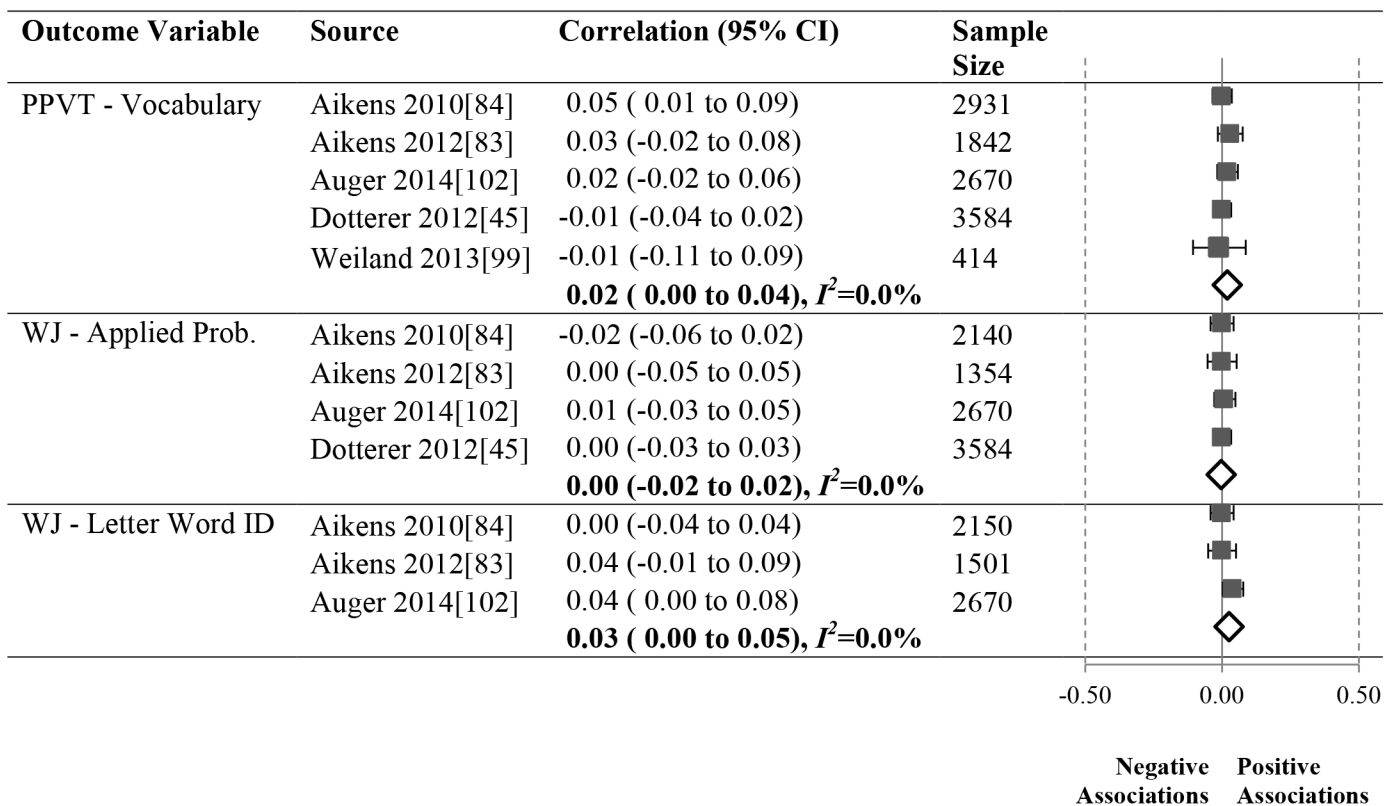 Outcome Variable Source Correlation (95% CI) Sample Size
PPVT - Vocabulary Aikens 2010[84] 0.05 ( 0.01 to 0.09) 2931
Aikens 2012[83] 0.03 (-0.02 to 0.08) 1842
Auger 2014[102] 0.02 (-0.02 to 0.06) 2670
Dotterer 2012[45] -0.01 (-0.04 to 0.02) 3584
Weiland 2013[99] -0.01 (-0.11 to 0.09) 414
0.02 ( 0.00 to 0.04), I²=0.0%
WJ - Applied Prob. Aikens 2010[84] -0.02 (-0.06 to 0.02) 2140
Aikens 2012[83] 0.00 (-0.05 to 0.05) 1354
Auger 2014[102] 0.01 (-0.03 to 0.05) 2670
Dotterer 2012[45] 0.00 (-0.03 to 0.03) 3584
0.00 (-0.02 to 0.02), I²=0.0%
WJ - Letter Word ID Aikens 2010[84] 0.00 (-0.04 to 0.04) 2150
Aikens 2012[83] 0.04 (-0.01 to 0.09) 1501
Auger 2014[102] 0.04 ( 0.00 to 0.08) 2670
0.03 ( 0.00 to 0.05), I²=0.0%
-0.50 0.00 0.50
Negative Positive
Associations Associations